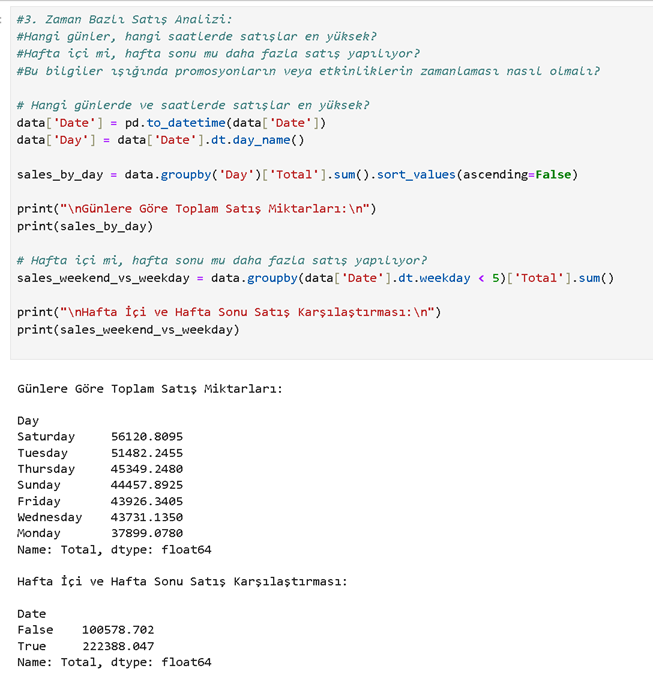 #3. Zaman Bazlı Satış Analizi:
#Hangi günler, hangi saatlerde satışlar en yüksek?
#Hafta içi mi, hafta sonu mu daha fazla satış yapılıyor?
#Bu bilgiler ışığında promosyonların veya etkinliklerin zamanlaması nasıl olmalı?
# Hangi günlerde ve saatlerde satışlar en yüksek?
data['Date'] = pd.to_datetime(data['Date'])
data['Day'] = data['Date'].dt.day_name()
sales_by_day = data.groupby('Day')['Total'].sum().sort_values(ascending=False)
print("\nGünlere Göre Toplam Satış Miktarları:\n")
print(sales_by_day)
# Hafta içi mi, hafta sonu mu daha fazla satış yapılıyor?
sales_weekend_vs_weekday = data.groupby(data['Date'].dt.weekday < 5)['Total'].sum()
print("\nHafta İçi ve Hafta Sonu Satış Karşılaştırması:\n")
print(sales_weekend_vs_weekday)
Günlere Göre Toplam Satış Miktarları:
Day
Saturday     56120.8095
Tuesday      51482.2455
Thursday     45349.2480
Sunday       44457.8925
Friday       43926.3405
Wednesday    43731.1350
Monday       37899.0780
Name: Total, dtype: float64
Hafta İçi ve Hafta Sonu Satış Karşılaştırması:
Date
False    100578.702
True     222388.047
Name: Total, dtype: float64